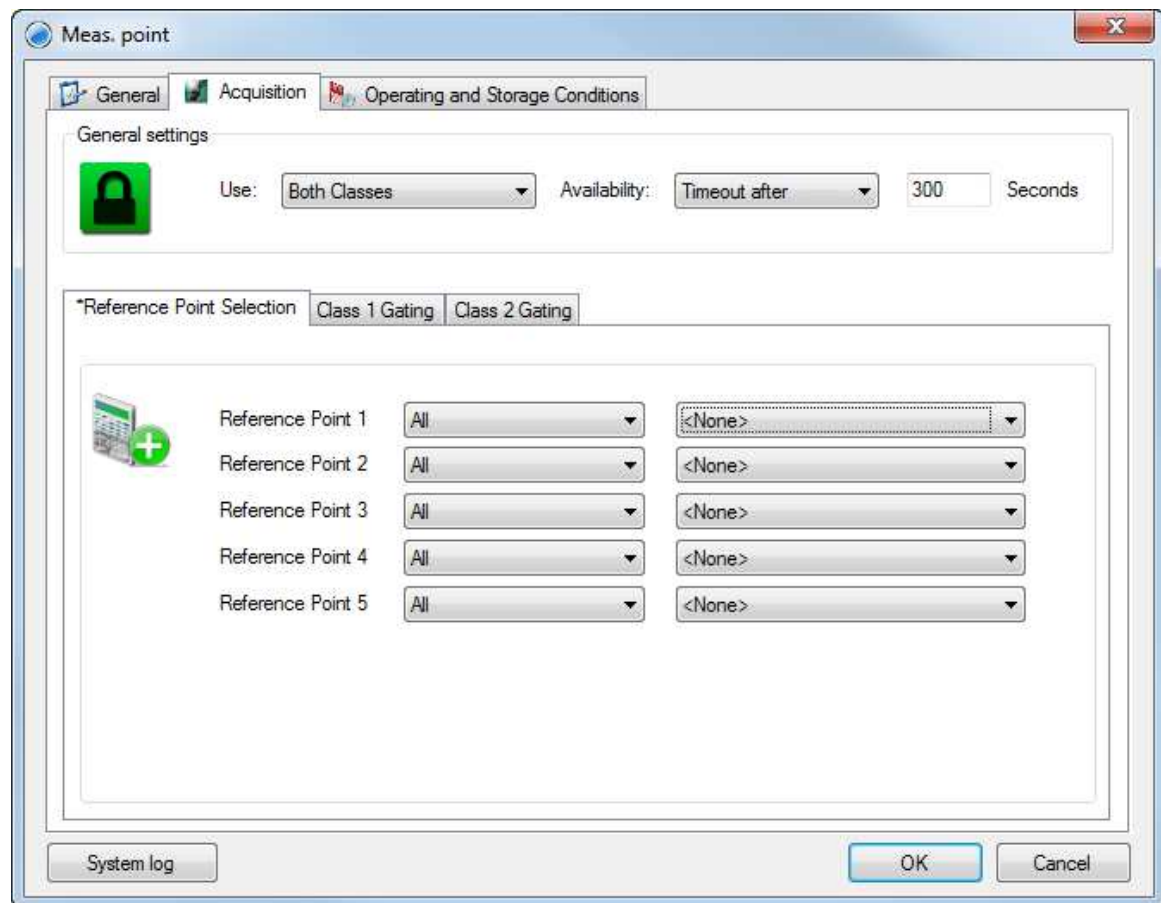 Meas. point
General Acquisition Operating and Storage Conditions
General settings
Use: Both Classes Availability: Timeout after 300 Seconds
*Reference Point Selection Class 1 Gating Class 2 Gating
Reference Point 1 All <None>
Reference Point 2 All <None>
Reference Point 3 All <None>
Reference Point 4 All <None>
Reference Point 5 All <None>
System log OK Cancel